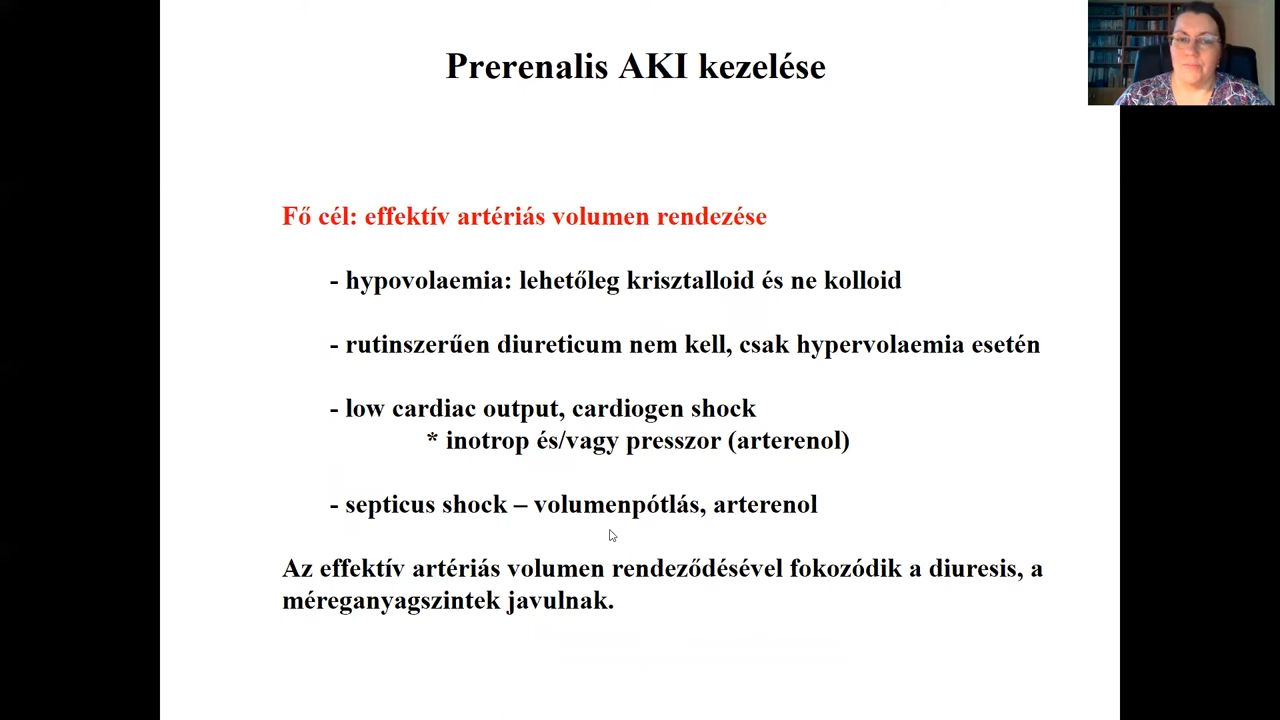 Prerenalis AKI kezelése
Fő cél: effektív artériás volumen rendezése
- hypovolaemia: lehetőleg krisztalloid és ne kolloid
- rutinszerűen diureticum nem kell, csak hypervolaemia esetén
- low cardiac output, cardiogen shock
* inotrop és/vagy presszor (arterenol)
- septicus shock – volumenpótlás, arterenol
Az effektív artériás volumen rendeződésével fokozódik a diuresis, a
méreganyagszintek javulnak.